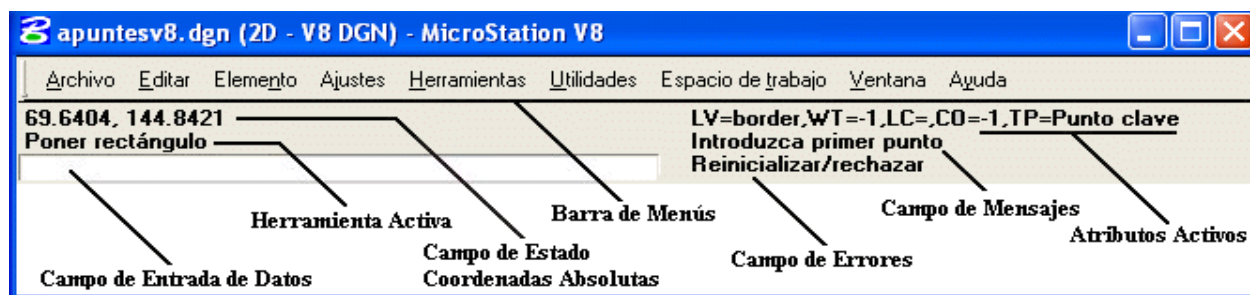 apuntesv8.dgn (2D - V8 DGN) - MicroStation V8
Archivo Editar Elemento Ajustes Herramientas Utilidades Espacio de trabajo Ventana Ayuda
69.6404, 144.8421
LV=border,WT=-1,LC=,CO=-1,TP=Punto clave
Poner rectángulo
Introduzca primer punto
Reinicializar/rechazar
Herramienta Activa
Barra de Menús
Campo de Mensajes
Atributos Activos
Campo de Estado
Coordenadas Absolutas
Campo de Errores
Campo de Entrada de Datos